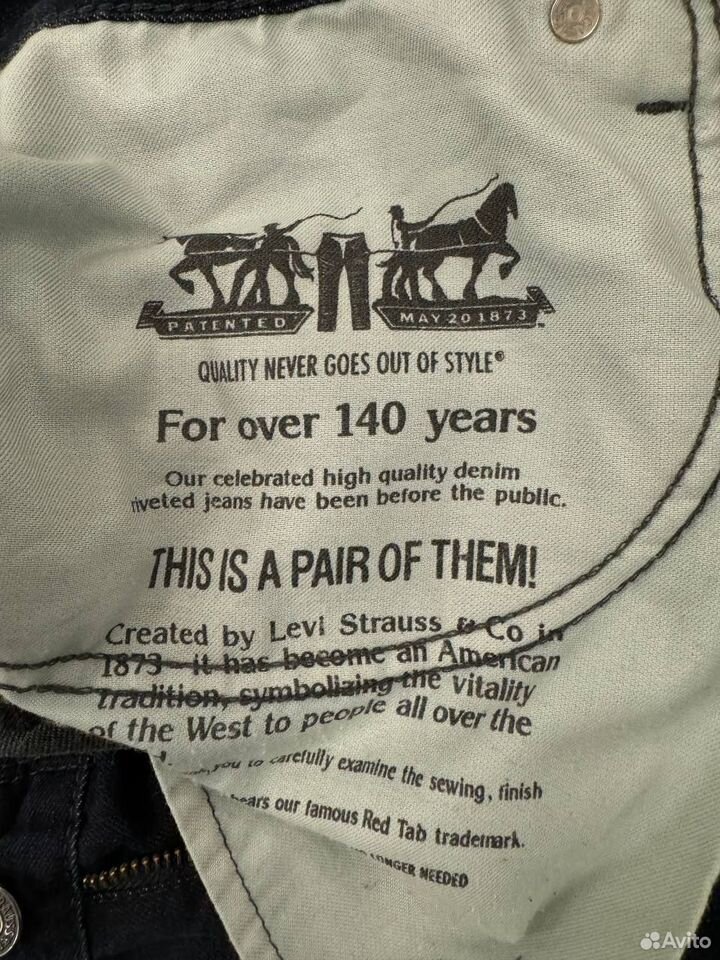 PATENTED
MAY 20 1873
QUALITY NEVER GOES OUT OF STYLE®
For over 140 years
Our celebrated high quality denim
riveted jeans have been before the public.
THIS IS A PAIR OF THEM!
Created by Levi Strauss & Co in
1873 it has become an American
tradition, symbolizing the vitality
of the West to people all over the
you to carefully examine the sewing, finish
bears our famous Red Tab trademark.
LONGER NEEDED
Avito